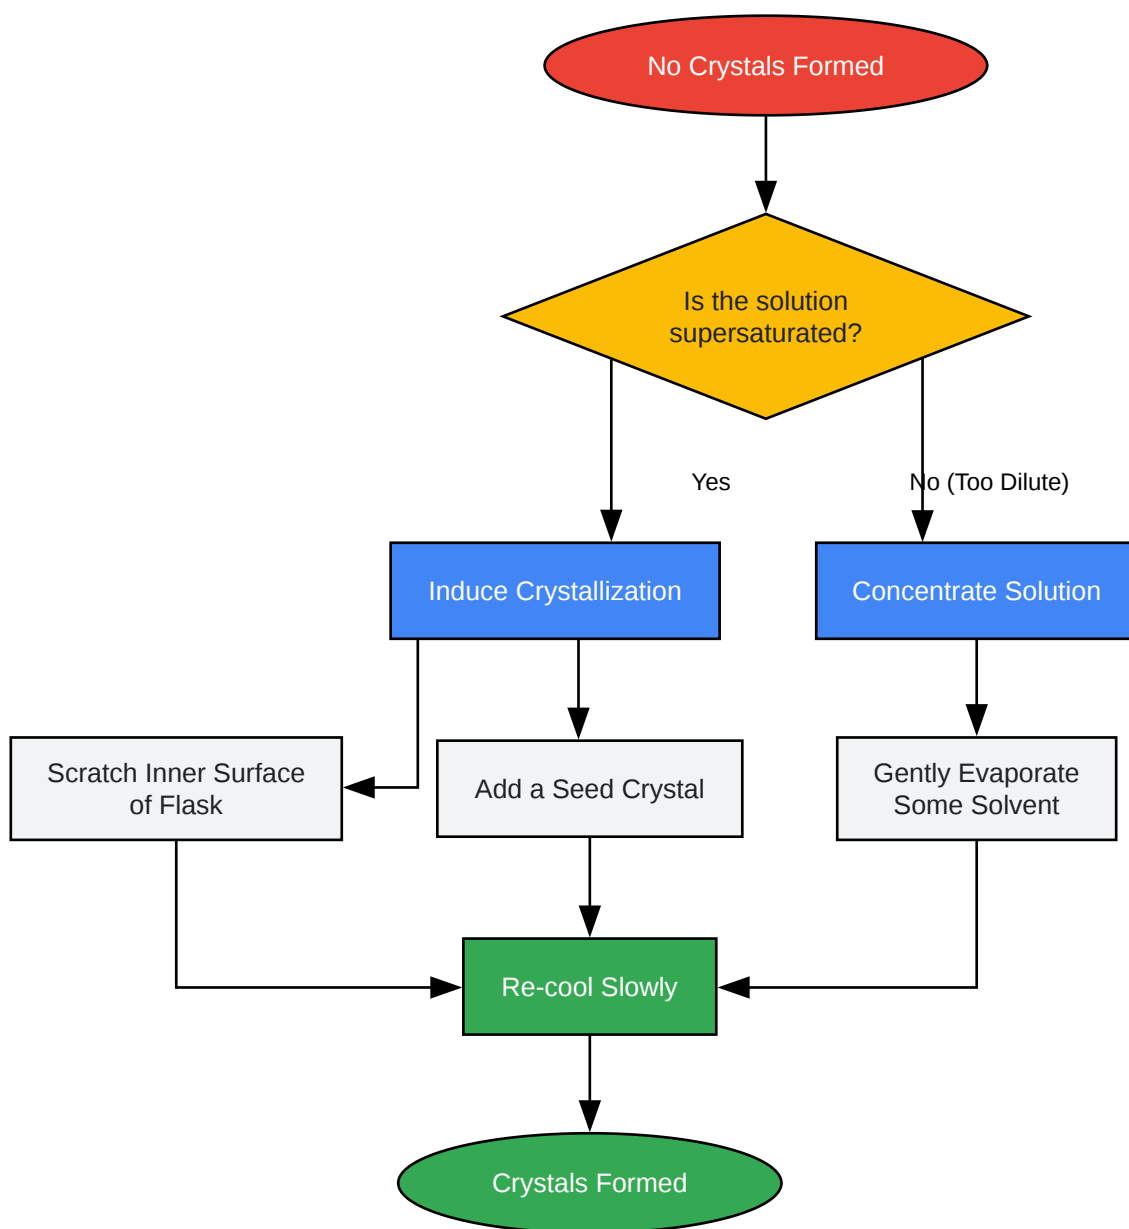 No Crystals Formed
Is the solution
supersaturated?
Yes
No (Too Dilute)
Induce Crystallization
Concentrate Solution
Scratch Inner Surface
of Flask
Add a Seed Crystal
Gently Evaporate
Some Solvent
Re-cool Slowly
Crystals Formed